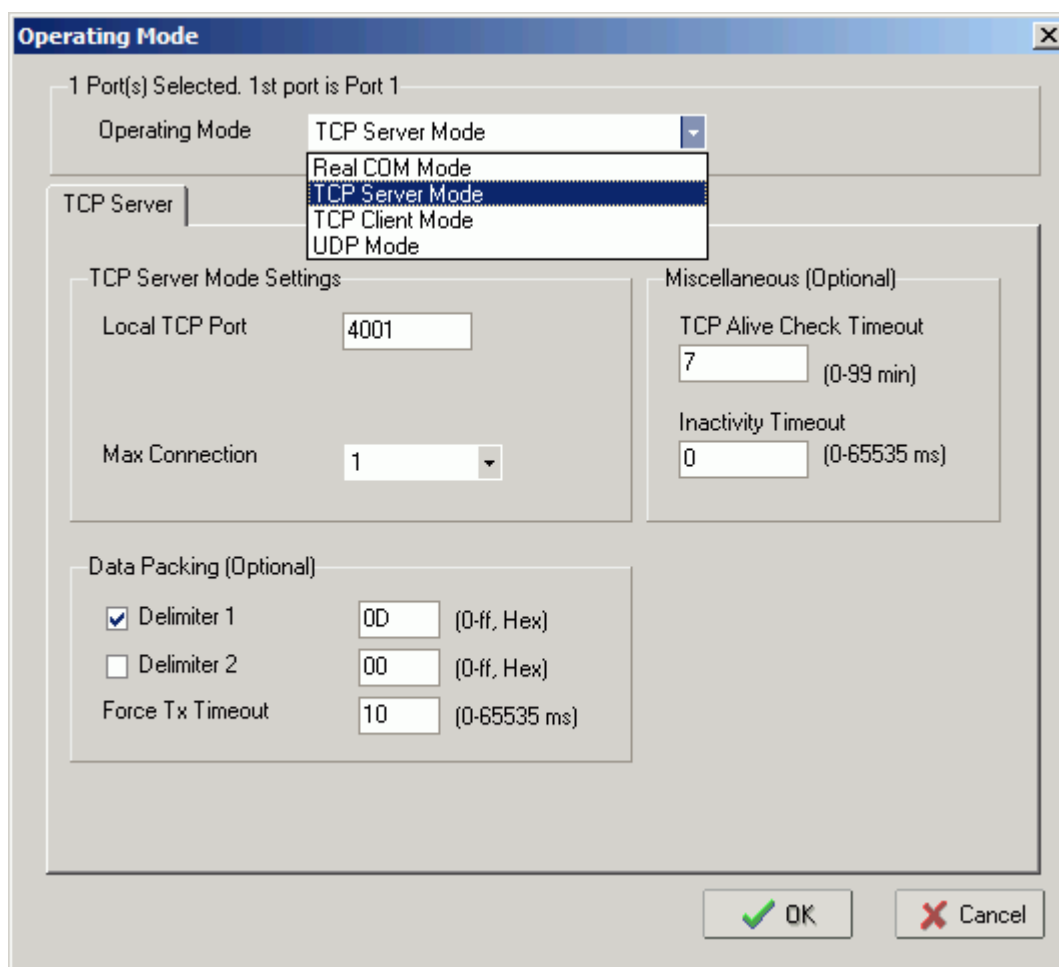 Operating Mode
1 Port(s) Selected. 1st port is Port 1
Operating Mode
TCP Server Mode
Real COM Mode
TCP Server Mode
TCP Client Mode
UDP Mode
TCP Server
TCP Server Mode Settings
Local TCP Port 4001
Max Connection 1
Miscellaneous (Optional)
TCP Alive Check Timeout
7 (0-99 min)
Inactivity Timeout
0 (0-65535 ms)
Data Packing (Optional)
Delimiter 1 0D (0-ff, Hex)
Delimiter 2 00 (0-ff, Hex)
Force Tx Timeout 10 (0-65535 ms)
OK Cancel